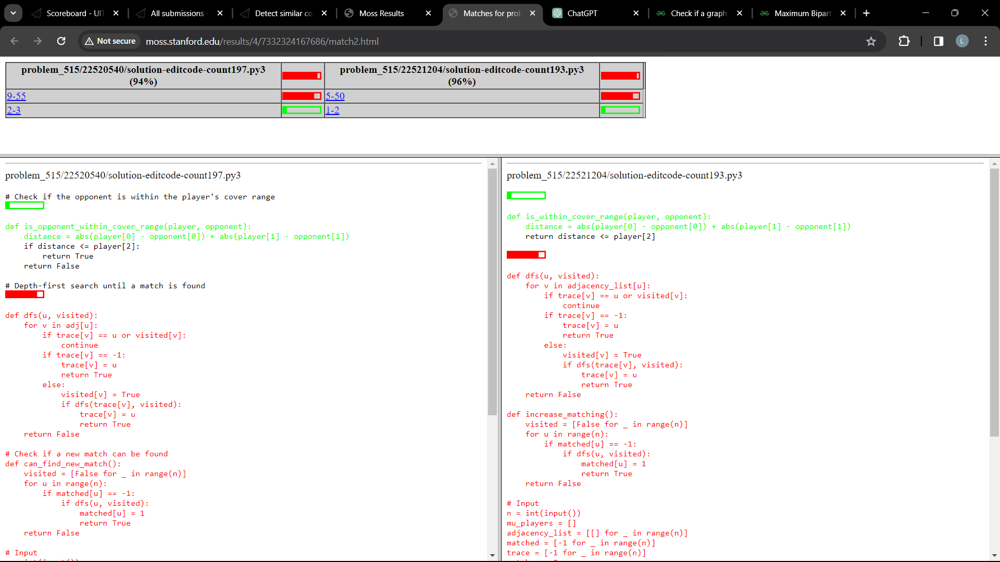 Scoreboard - UIT
All submissions -
Detect similar co
Moss Results
Matches for prob
ChatGPT
Check if a graph
Maximum Bipart
Not secure
moss.stanford.edu/results/4/7332324167686/match2.html
L
problem_515/22520540/solution-editcode-count197.py3
(94%)
problem_515/22521204/solution-editcode-count193.py3
(96%)
9-55
5-50
2-3
1-2
problem_515/22520540/solution-editcode-count197.py3
# Check if the opponent is within the player's cover range
def is_opponent_within_cover_range(player, opponent):
    distance = abs(player[0] - opponent[0]) + abs(player[1] - opponent[1])
    if distance <= player[2]:
        return True
    return False
# Depth-first search until a match is found
def dfs(u, visited):
    for v in adj[u]:
        if trace[v] == u or visited[v]:
            continue
        if trace[v] == -1:
            trace[v] = u
            return True
        else:
            visited[v] = True
            if dfs(trace[v], visited):
                trace[v] = u
                return True
    return False
# Check if a new match can be found
def can_find_new_match():
    visited = [False for _ in range(n)]
    for u in range(n):
        if matched[u] == -1:
            if dfs(u, visited):
                matched[u] = 1
                return True
    return False
# Input
problem_515/22521204/solution-editcode-count193.py3
def is_within_cover_range(player, opponent):
    distance = abs(player[0] - opponent[0]) + abs(player[1] - opponent[1])
    return distance <= player[2]
def dfs(u, visited):
    for v in adjacency_list[u]:
        if trace[v] == u or visited[v]:
            continue
        if trace[v] == -1:
            trace[v] = u
            return True
        else:
            visited[v] = True
            if dfs(trace[v], visited):
                trace[v] = u
                return True
    return False
def increase_matching():
    visited = [False for _ in range(n)]
    for u in range(n):
        if matched[u] == -1:
            if dfs(u, visited):
                matched[u] = 1
                return True
    return False
# Input
n = int(input())
mu_players = []
adjacency_list = [[] for _ in range(n)]
matched = [-1 for _ in range(n)]
trace = [-1 for _ in range(n)]